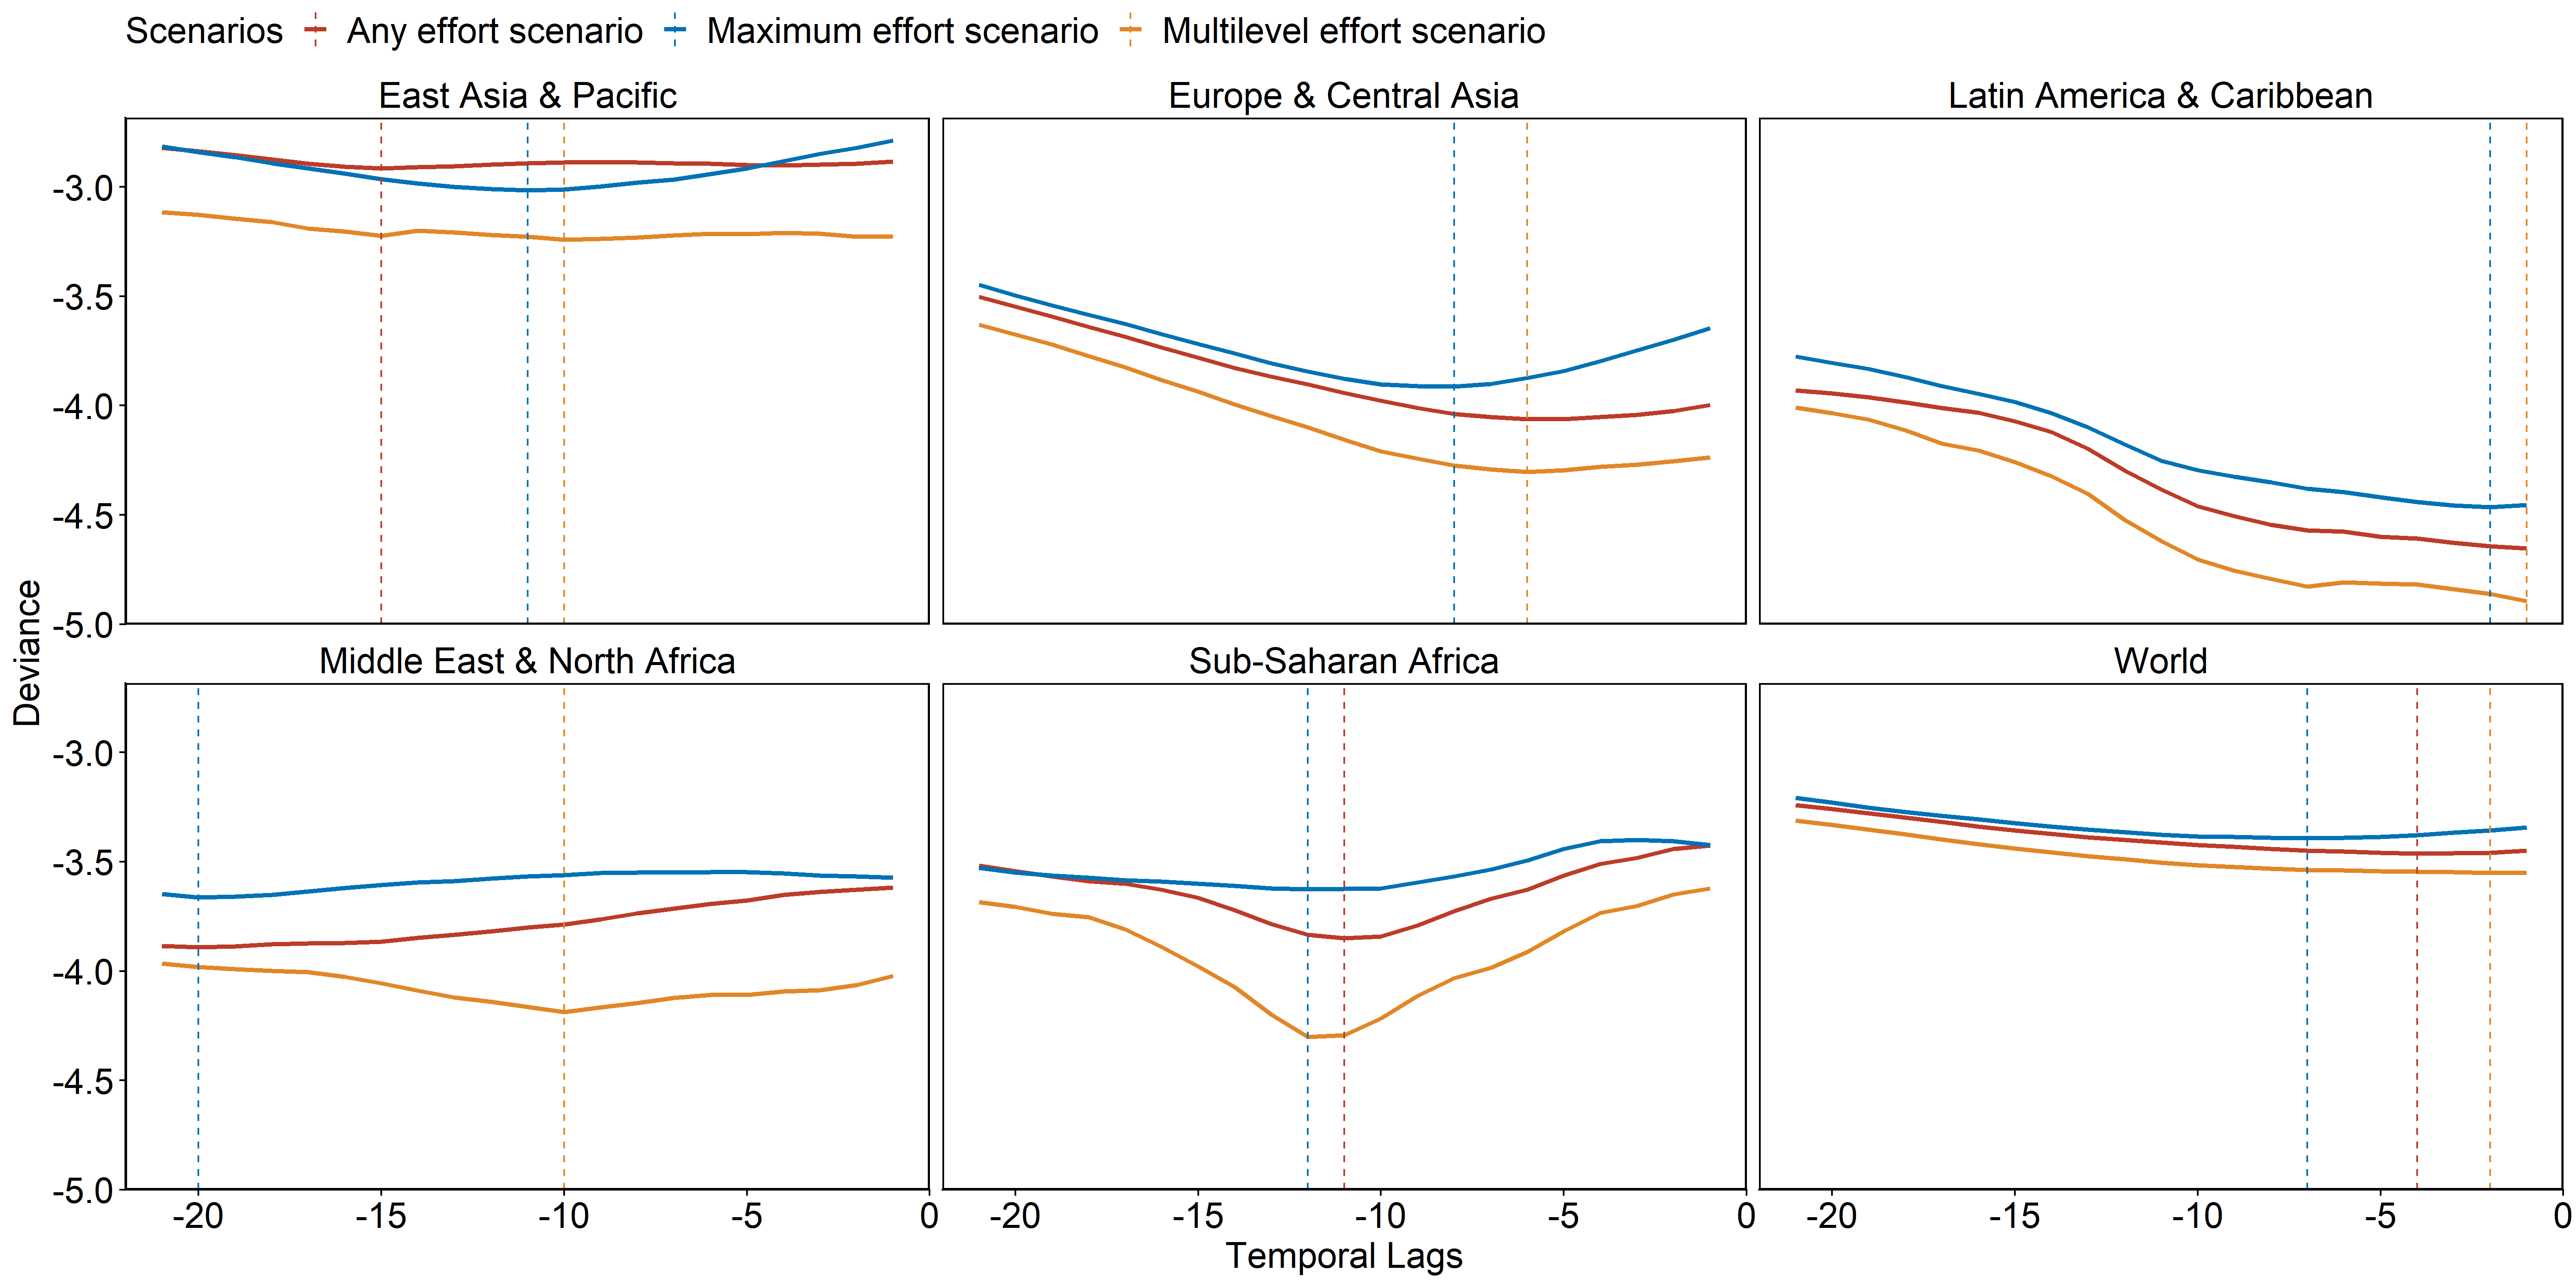 Scenarios Any effort scenario Maximum effort scenario Multilevel effort scenario
East Asia & Pacific Europe & Central Asia Latin America & Caribbean
-3.0
-3.5
-4.0
-4.5
-5.0
Deviance
Middle East & North Africa Sub-Saharan Africa World
-3.0
-3.5
-4.0
-4.5
-5.0
-20 -15 -10 -5 0 -20 -15 -10 -5 0 -20 -15 -10 -5 0
Temporal Lags